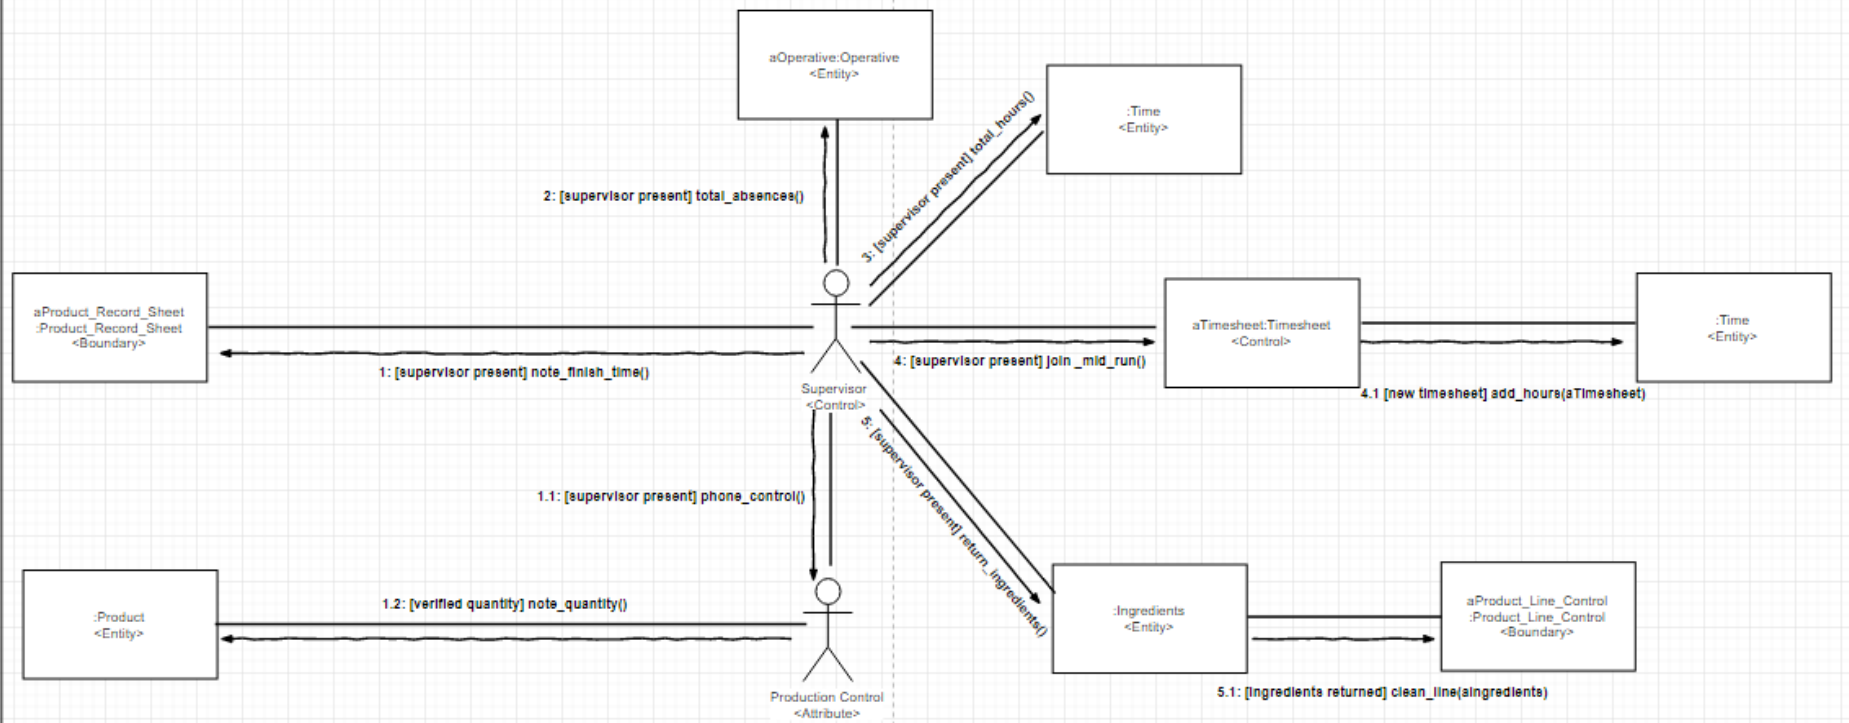 aOperative:Operative
<Entity>
:Time
<Entity>
3: [supervisor present] total_hours()
2: [supervisor present] total_absences()
aProduct_Record_Sheet
:Product_Record_Sheet
<Boundary>
1: [supervisor present] note_finish_time()
Supervisor
<Control>
4: [supervisor present] join _mid_run()
aTimesheet:Timesheet
<Control>
:Time
<Entity>
4.1 [new timesheet] add_hours(aTimesheet)
5: [supervisor present] return_ingredients()
1.1: [supervisor present] phone_control()
:Product
<Entity>
1.2: [verified quantity] note_quantity()
Production Control
<Attribute>
:Ingredients
<Entity>
aProduct_Line_Control
:Product_Line_Control
<Boundary>
5.1: [ingredients returned] clean_line(aingredients)